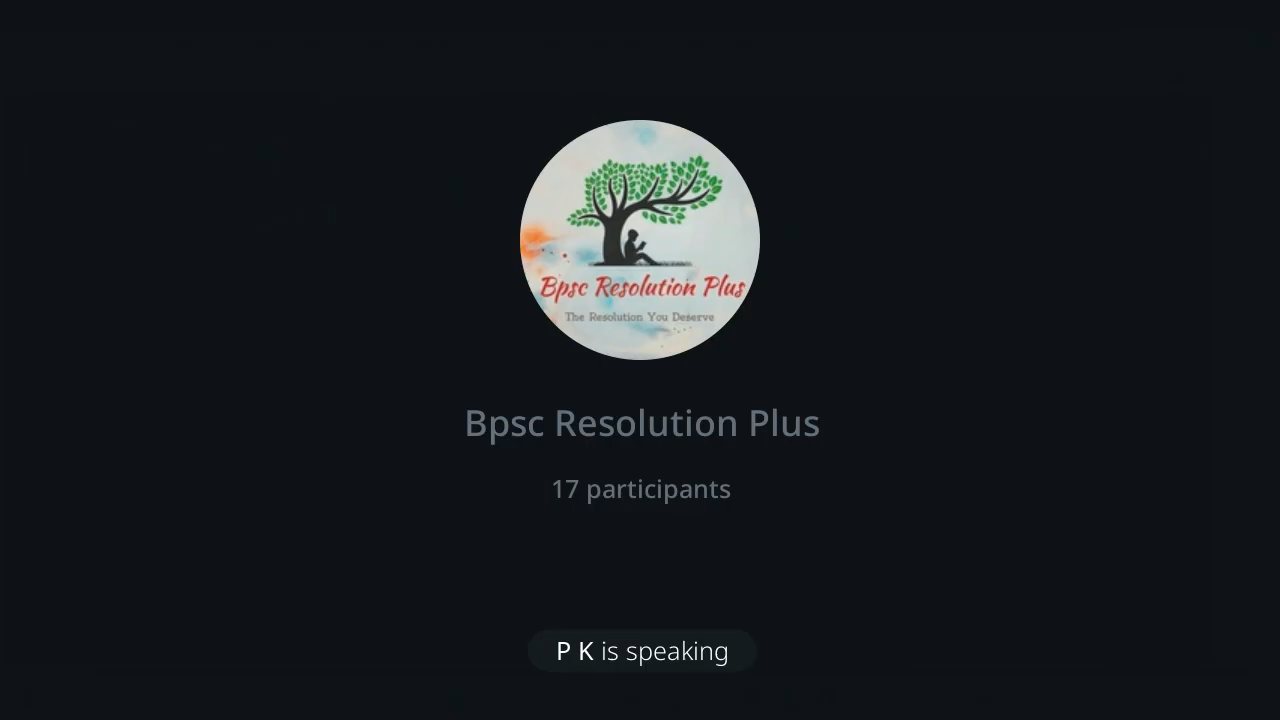 Bpsc Resolution Plus
The Resolution You Deserve
Bpsc Resolution Plus
17 participants
P K is speaking